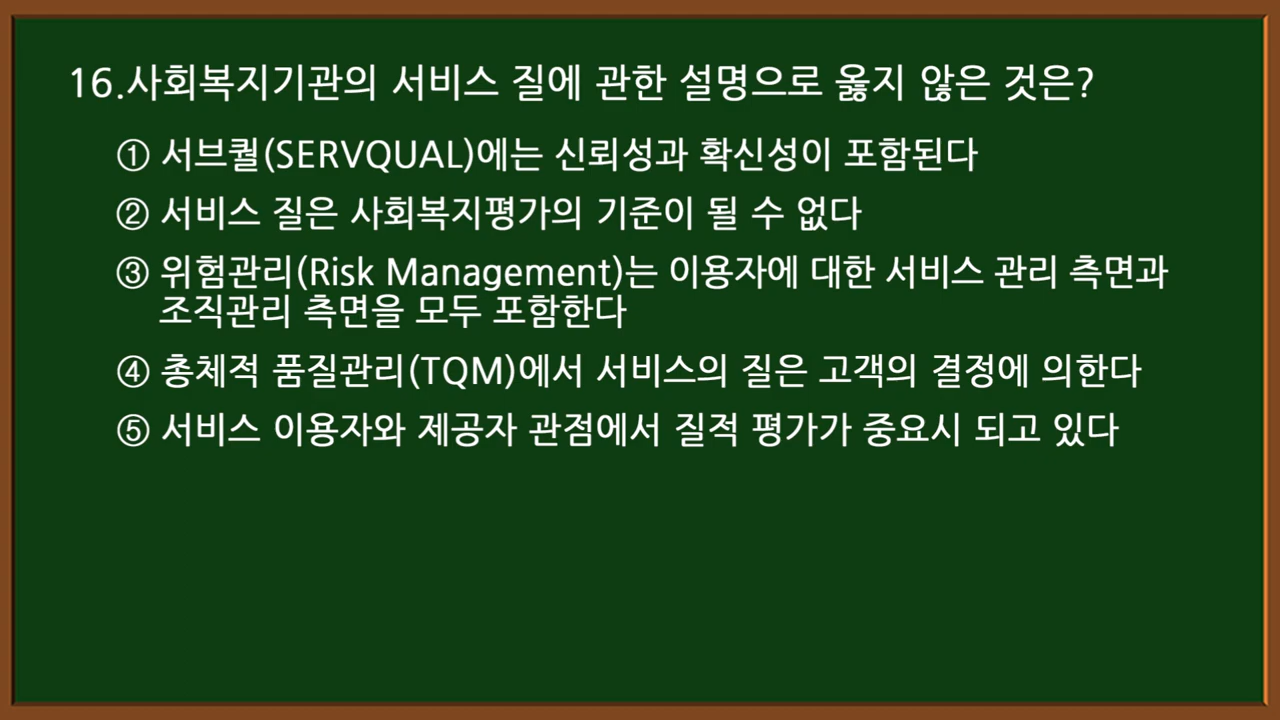 16.사회복지기관의 서비스 질에 관한 설명으로 옳지 않은 것은?
① 서브퀄(SERVQUAL)에는 신뢰성과 확신성이 포함된다
② 서비스 질은 사회복지평가의 기준이 될 수 없다
③ 위험관리(Risk Management)는 이용자에 대한 서비스 관리 측면과
조직관리 측면을 모두 포함한다
④ 총체적 품질관리(TQM)에서 서비스의 질은 고객의 결정에 의한다
⑤ 서비스 이용자와 제공자 관점에서 질적 평가가 중요시 되고 있다